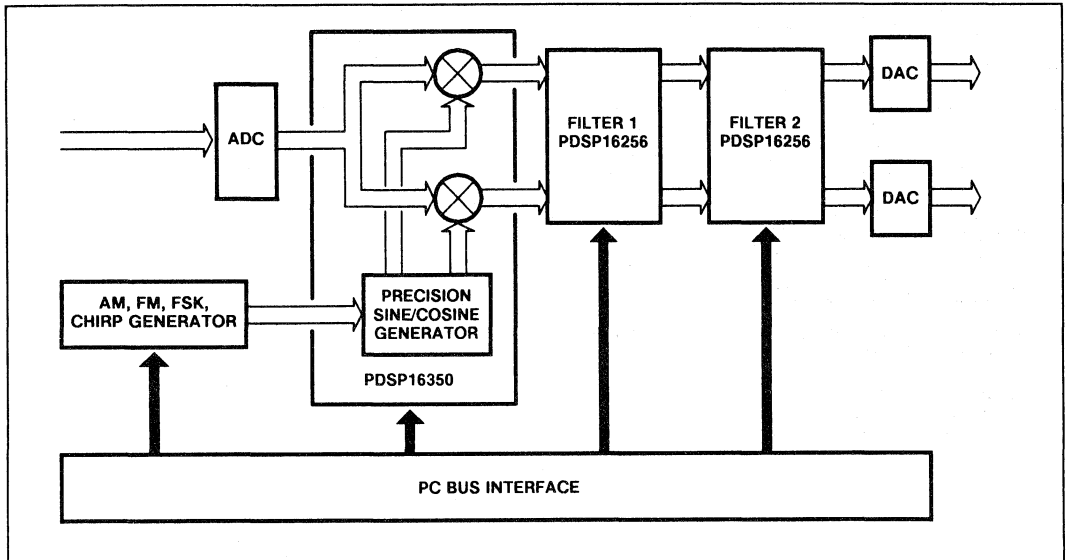 ADC
FILTER 1
PDSP16256
FILTER 2
PDSP16256
DAC
DAC
AM, FM, FSK,
CHIRP GENERATOR
PRECISION
SINE/COSINE
GENERATOR
PDSP16350
PC BUS INTERFACE